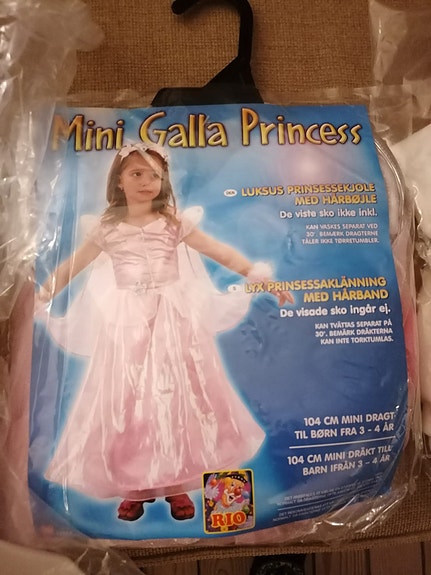 Mini Galla Princess
DAN
LUKSUS PRINSESSEKJOLE
MED HÅRBØJLE
De viste sko ikke inkl.
KAN VASKES SEPARAT VED
30°. BEMÆRK DRAGTERNE
TÅLER IKKE TØRRETUMBLER.
S
LYX PRINSESSAKLÄNNING
MED HÅRBAND
De visade sko ingår ej.
KAN TVÄTTAS SEPARAT PÅ
30°. BEMÄRK DRÄKTERNA
KAN INTE TORKTUMLAS.
104 CM MINI DRAGT
TIL BØRN FRA 3 - 4 ÅR
104 CM MINI DRÄKT TILL
BARN IFRÅN 3 - 4 ÅR
RIO